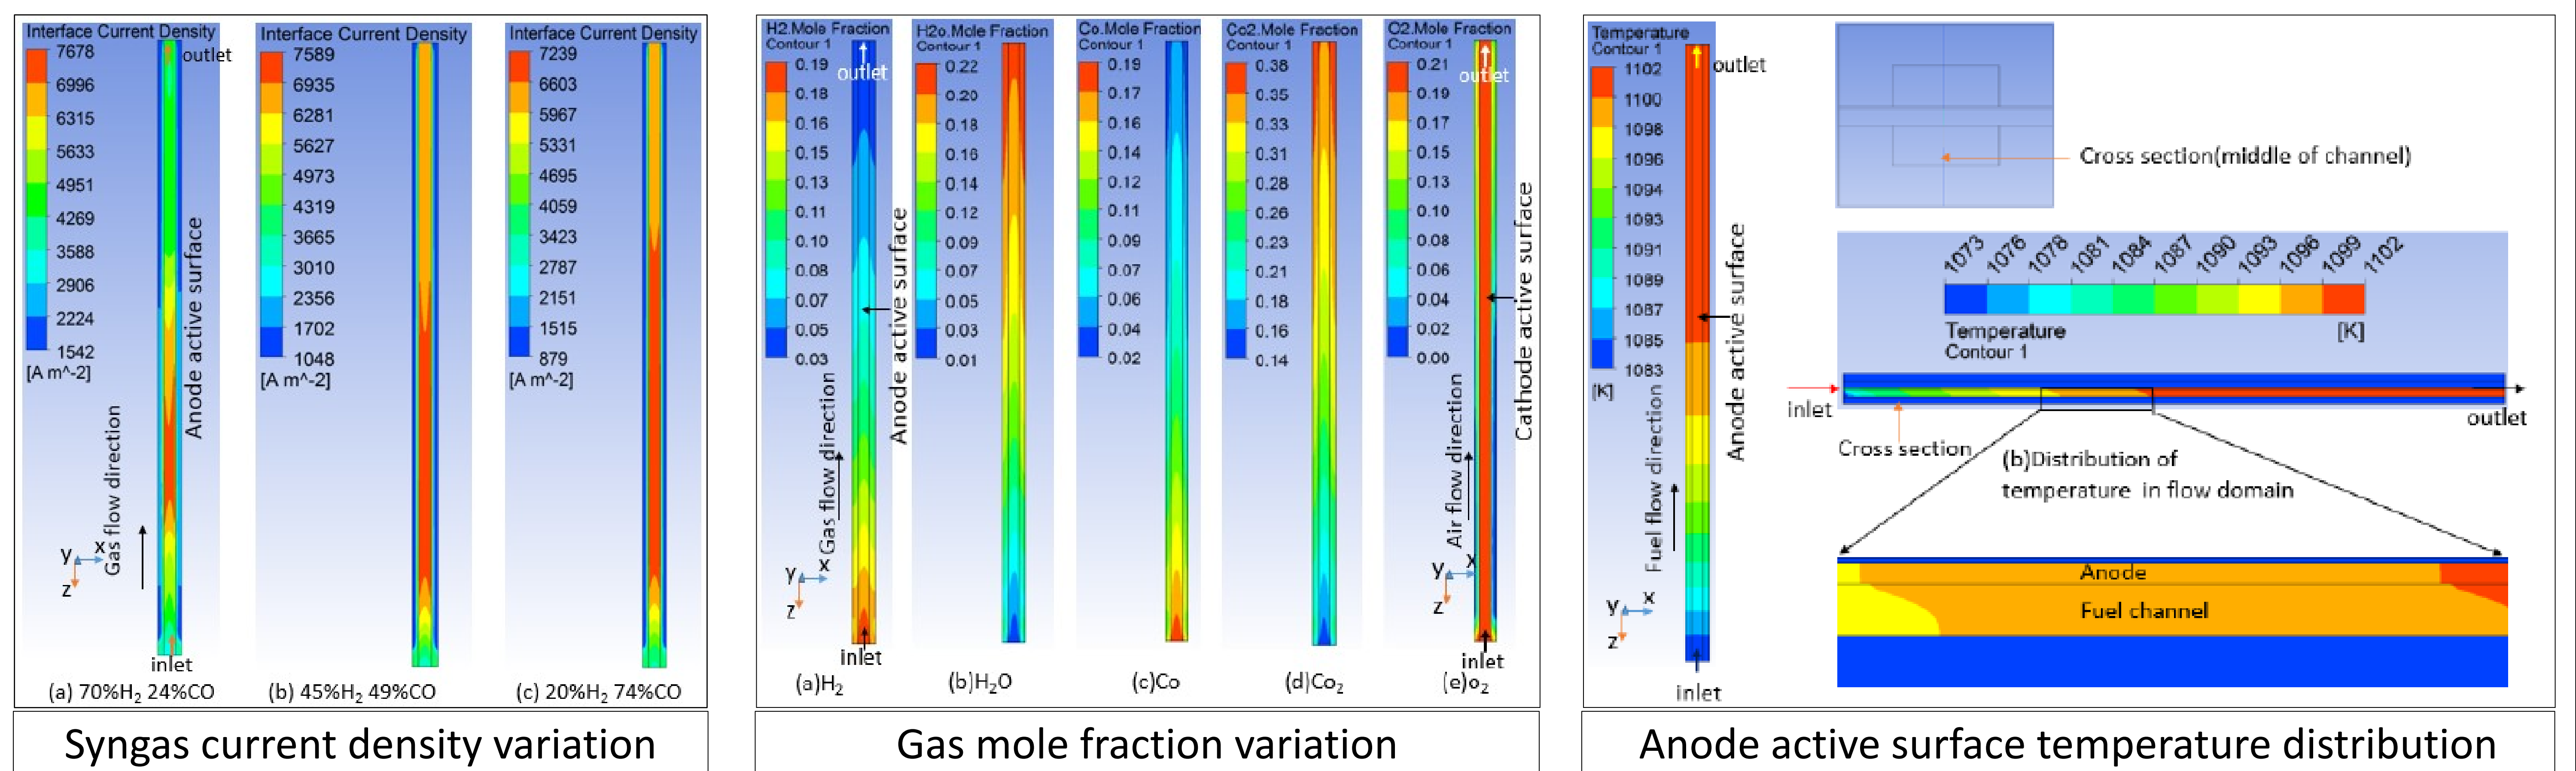 Interface Current Density
7678
6996
6315
5633
4951
4269
3588
2906
2224
1542
[A m^-2]
outlet
Anode active surface
Gas flow direction
y
x
z
inlet
(a) 70%H2 24%CO
Interface Current Density
7589
6935
6281
5627
4973
4319
3665
3010
2356
1702
1048
[A m^-2]
(b) 45%H2 49%CO
Interface Current Density
7239
6603
5967
5331
4695
4059
3423
2787
2151
1515
879
[A m^-2]
(c) 20%H2 74%CO
Syngas current density variation
H2.Mole Fraction
Contour 1
0.19
0.18
0.16
0.15
0.13
0.11
0.10
0.08
0.07
0.05
0.03
outlet
Anode active surface
Gas flow direction
y
x
z
inlet
(a)H2
H2o.Mole Fraction
Contour 1
0.22
0.20
0.18
0.16
0.14
0.12
0.09
0.07
0.05
0.03
0.01
(b)H2O
Co.Mole Fraction
Contour 1
0.19
0.17
0.16
0.14
0.12
0.11
0.09
0.07
0.06
0.04
0.02
(c)Co
Co2.Mole Fraction
Contour 1
0.38
0.35
0.33
0.31
0.28
0.26
0.23
0.21
0.18
0.16
0.14
(d)Co2
O2.Mole Fraction
Contour 1
0.21
0.19
0.17
0.15
0.13
0.10
0.08
0.06
0.04
0.02
0.00
outlet
Cathode active surface
Air flow direction
y
x
z
inlet
(e)o2
Gas mole fraction variation
Temperature
Contour 1
1102
1100
1098
1096
1094
1093
1091
1089
1087
1085
1083
[K]
outlet
Anode active surface
Fuel flow direction
y
x
z
inlet
Cross section(middle of channel)
1073
1076
1078
1081
1084
1087
1090
1093
1096
1099
1102
Temperature
[K]
Contour 1
inlet
outlet
Cross section
(b)Distribution of
temperature in flow domain
Anode
Fuel channel
Anode active surface temperature distribution